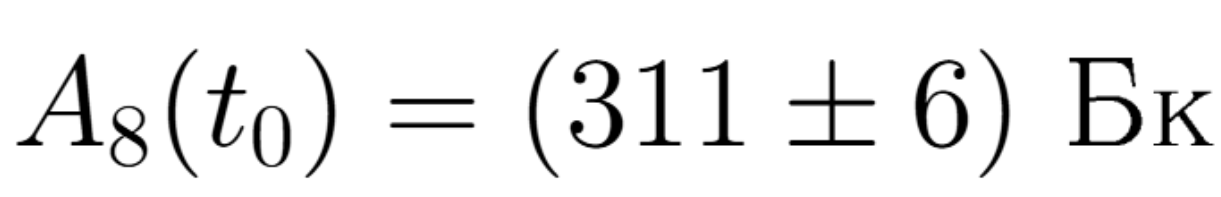 A₈(t₀) = (311 ± 6) Бк